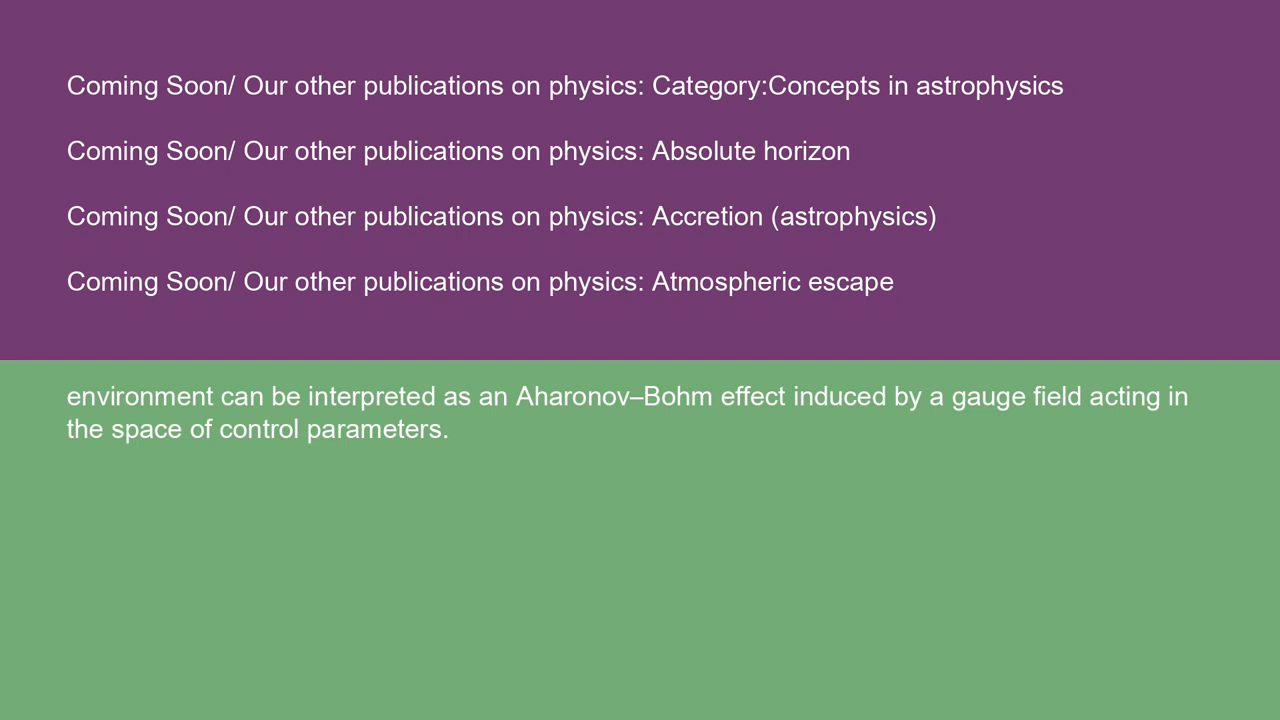 Coming Soon/ Our other publications on physics: Category:Concepts in astrophysics
Coming Soon/ Our other publications on physics: Absolute horizon
Coming Soon/ Our other publications on physics: Accretion (astrophysics)
Coming Soon/ Our other publications on physics: Atmospheric escape
environment can be interpreted as an Aharonov–Bohm effect induced by a gauge field acting in
the space of control parameters.